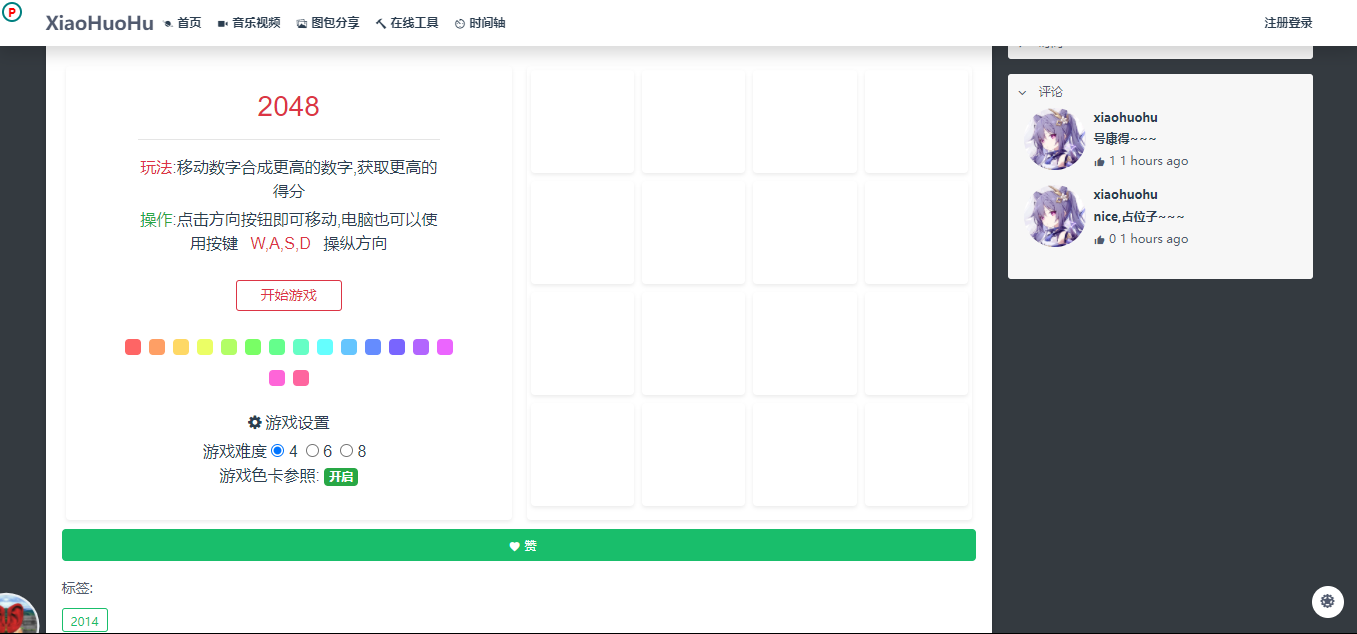 P
XiaoHuoHu 首页 音乐视频 图包分享 在线工具 时间轴 注册登录
2048
玩法:移动数字合成更高的数字,获取更高的
得分
操作:点击方向按钮即可移动,电脑也可以使
用按键 W,A,S,D 操纵方向
开始游戏
游戏设置
游戏难度 4 6 8
游戏色卡参照: 开启
赞
标签:
2014
评论
xiaohuohu
号康得~~~
1 1 hours ago
xiaohuohu
nice,占位子~~~
0 1 hours ago